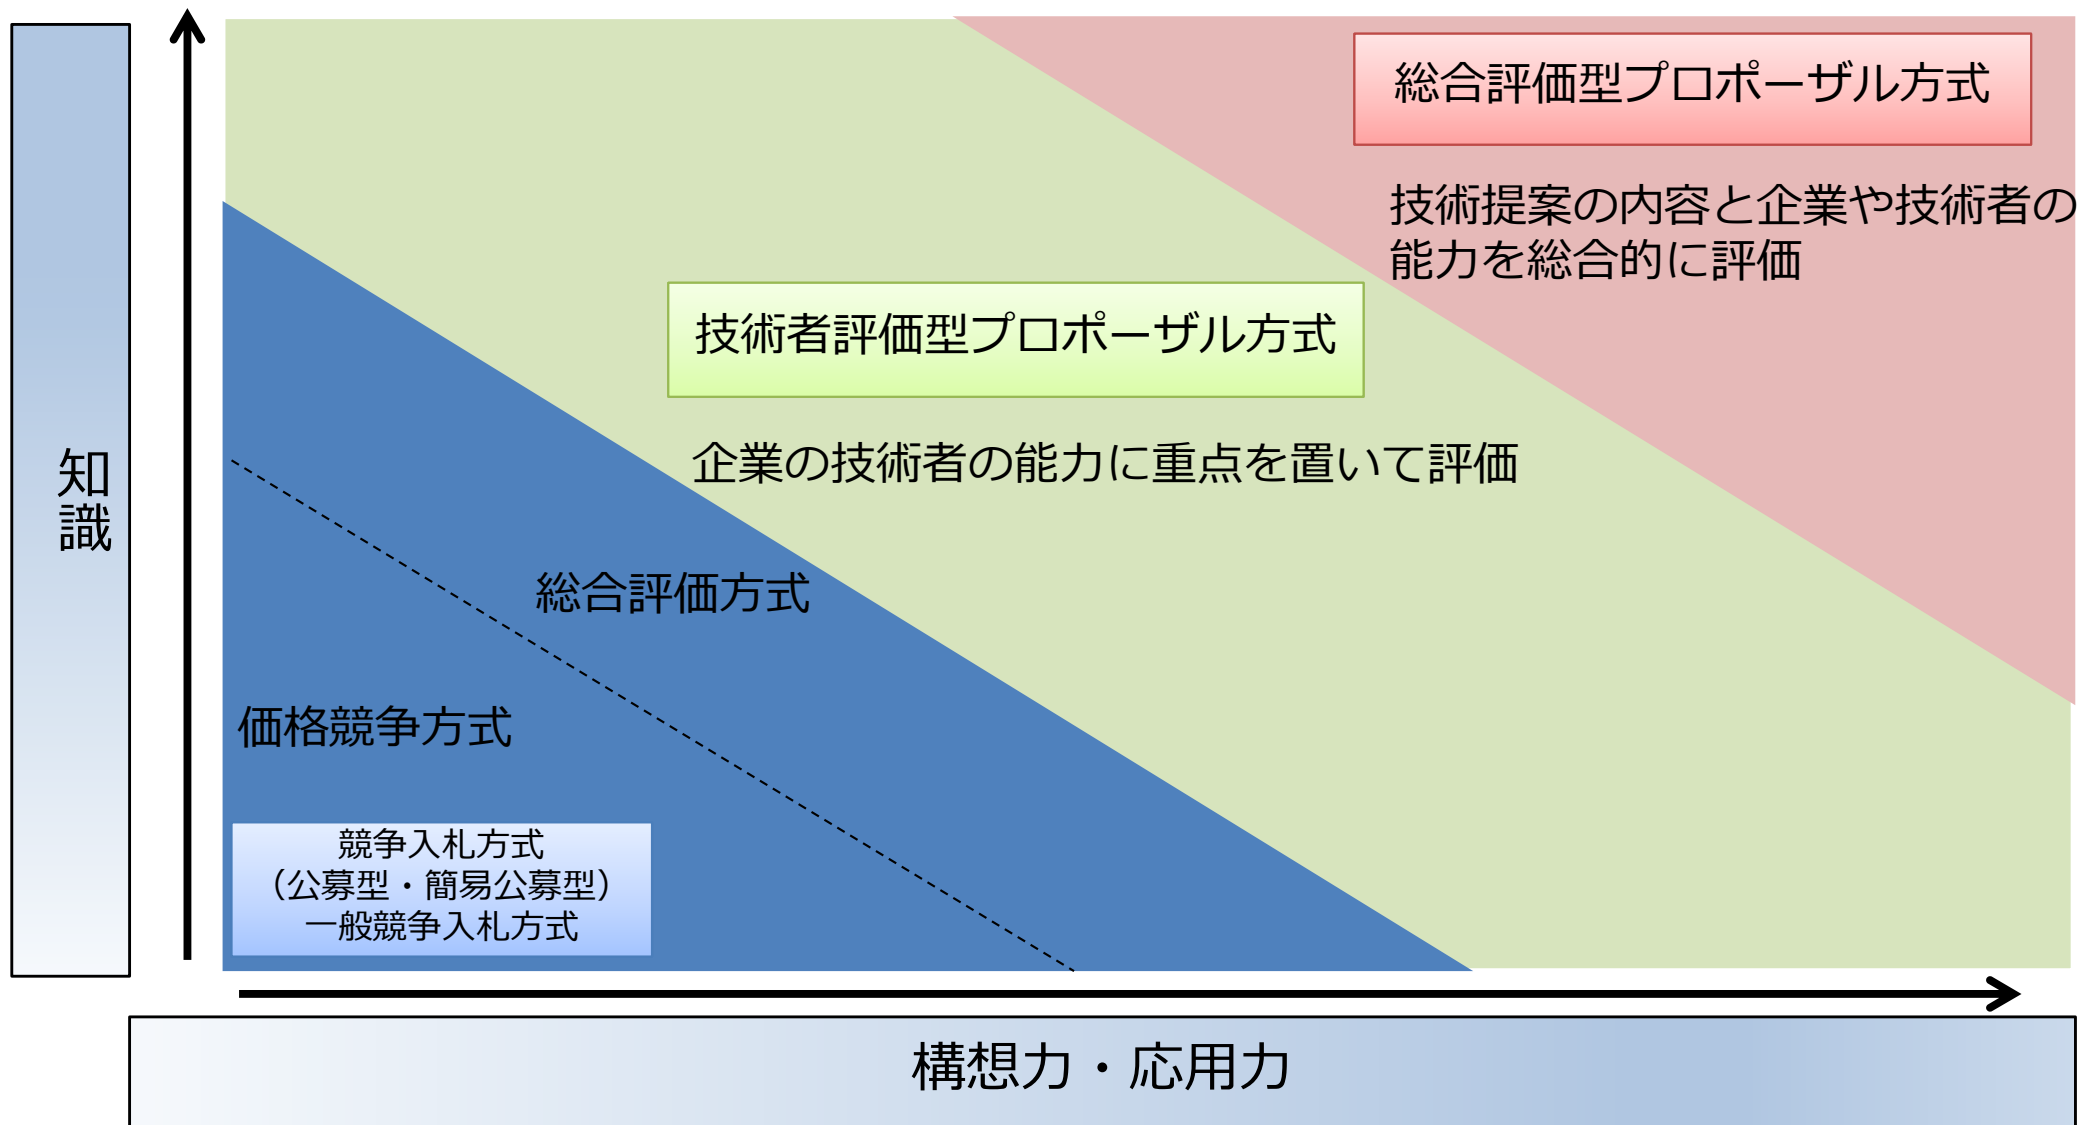 総合評価型プロポーザル方式
技術提案の内容と企業や技術者の
能力を総合的に評価
技術者評価型プロポーザル方式
企業の技術者の能力に重点を置いて評価
知識
総合評価方式
価格競争方式
競争入札方式
（公募型・簡易公募型）
一般競争入札方式
構想力・応用力